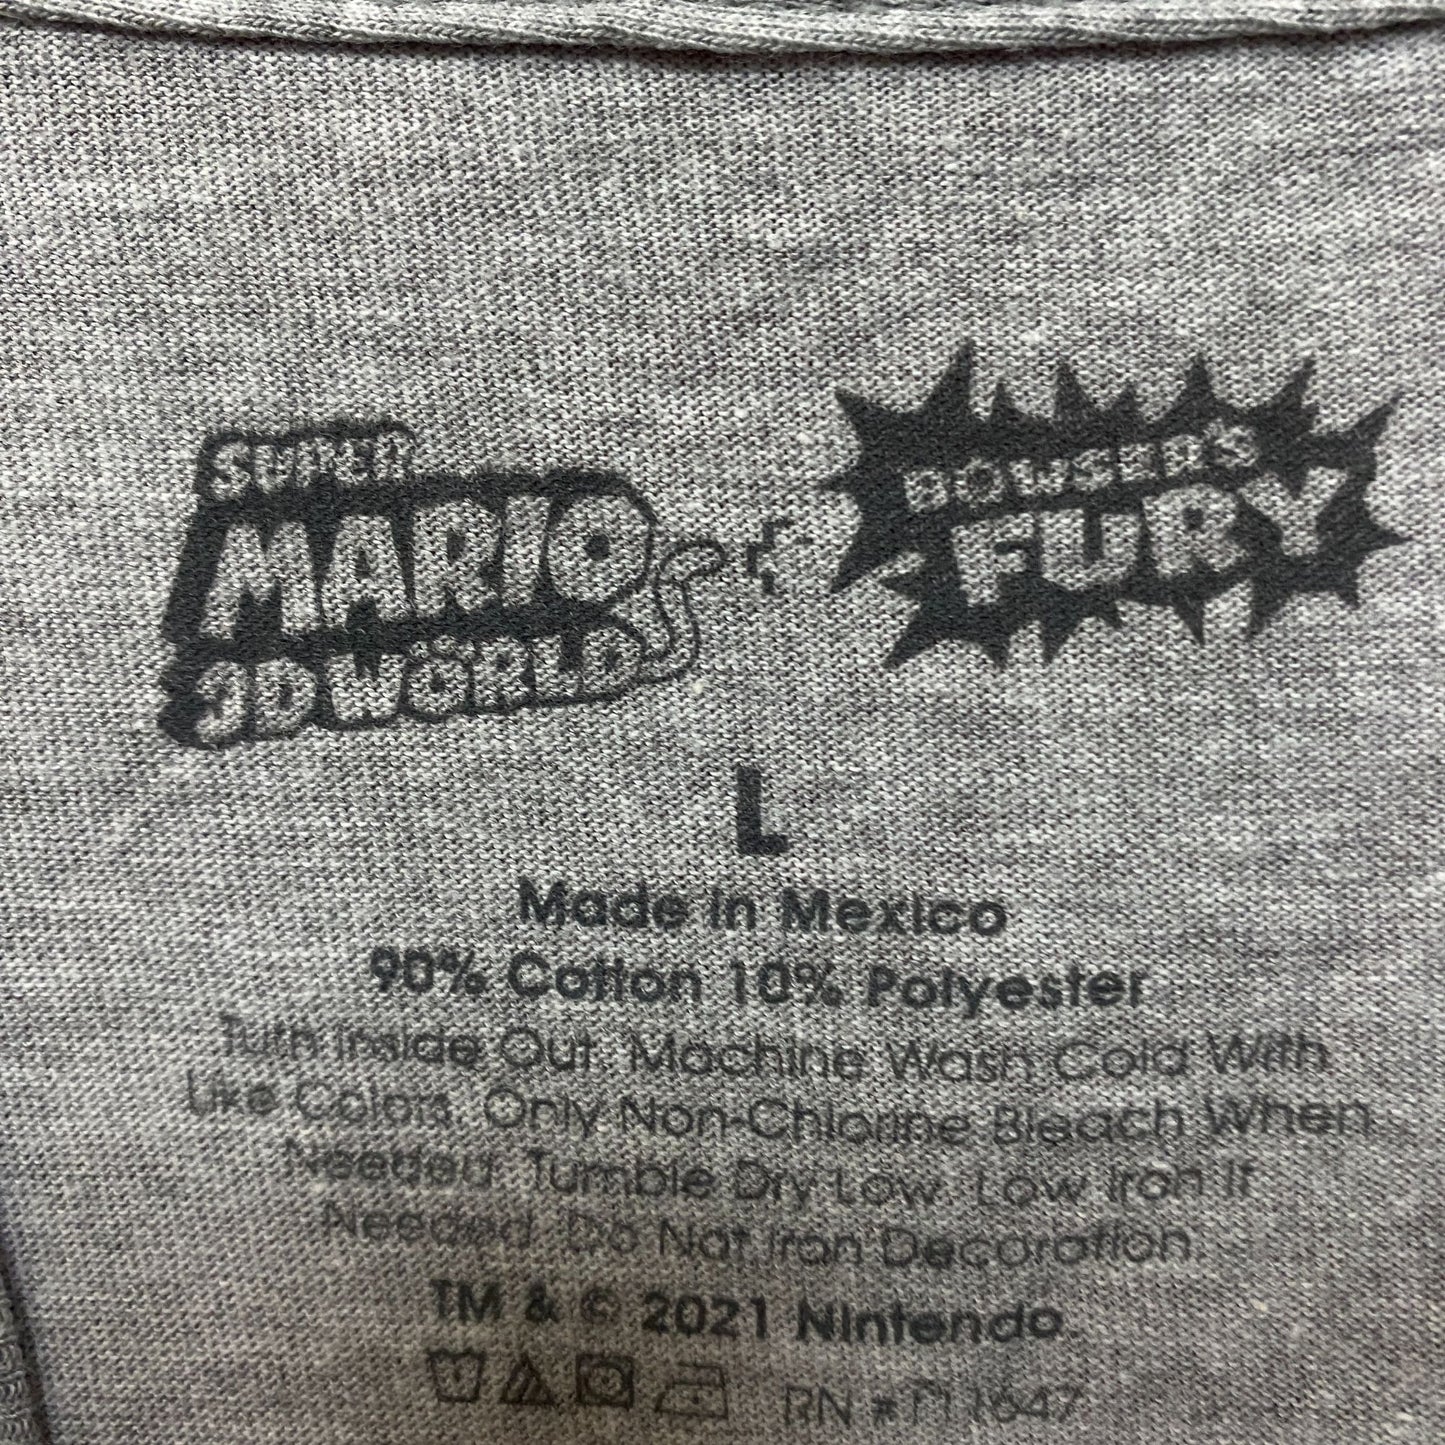 SUPER
MARIO
3D WORLD
+
BOWSER'S
FURY
L
Made in Mexico
90% Cotton 10% Polyester
Turn Inside Out. Machine Wash Cold With
Like Colors. Only Non-Chlorine Bleach When
Needed. Tumble Dry Low. Low Iron If
Needed. Do Not Iron Decoration.
TM & © 2021 Nintendo.
RN #